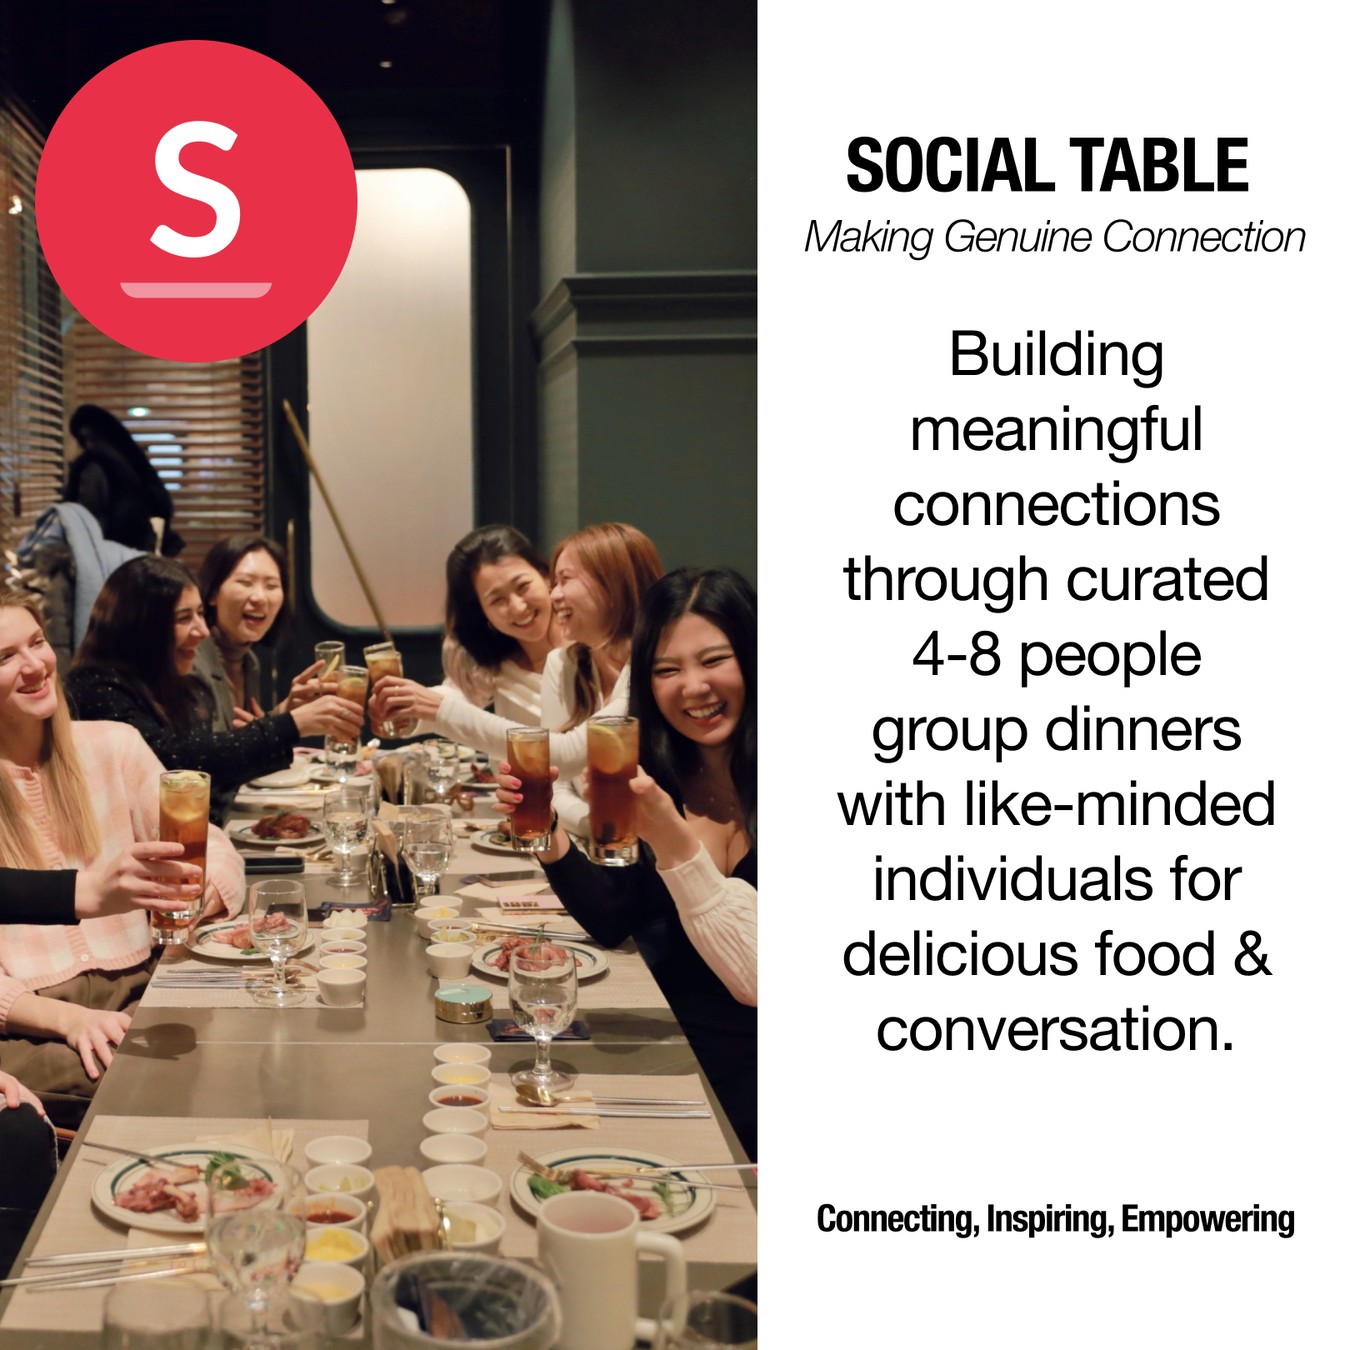 S
SOCIAL TABLE
Making Genuine Connection
Building
meaningful
connections
through curated
4-8 people
group dinners
with like-minded
individuals for
delicious food &
conversation.
Connecting, Inspiring, Empowering